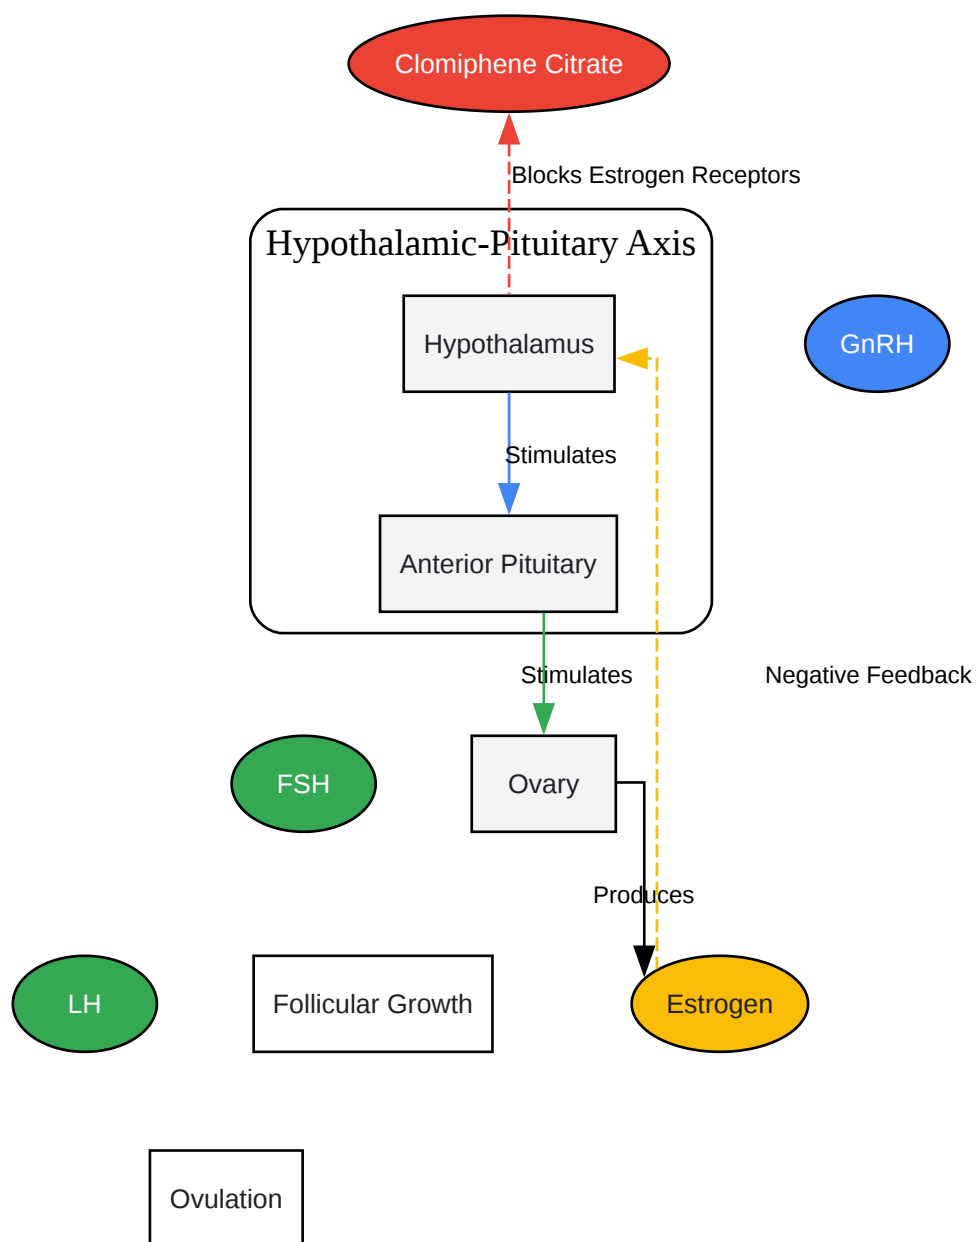 Clomiphene Citrate
Blocks Estrogen Receptors
Hypothalamic-Pituitary Axis
Hypothalamus
GnRH
Stimulates
Anterior Pituitary
Stimulates
Negative Feedback
FSH
Ovary
Produces
LH
Follicular Growth
Estrogen
Ovulation